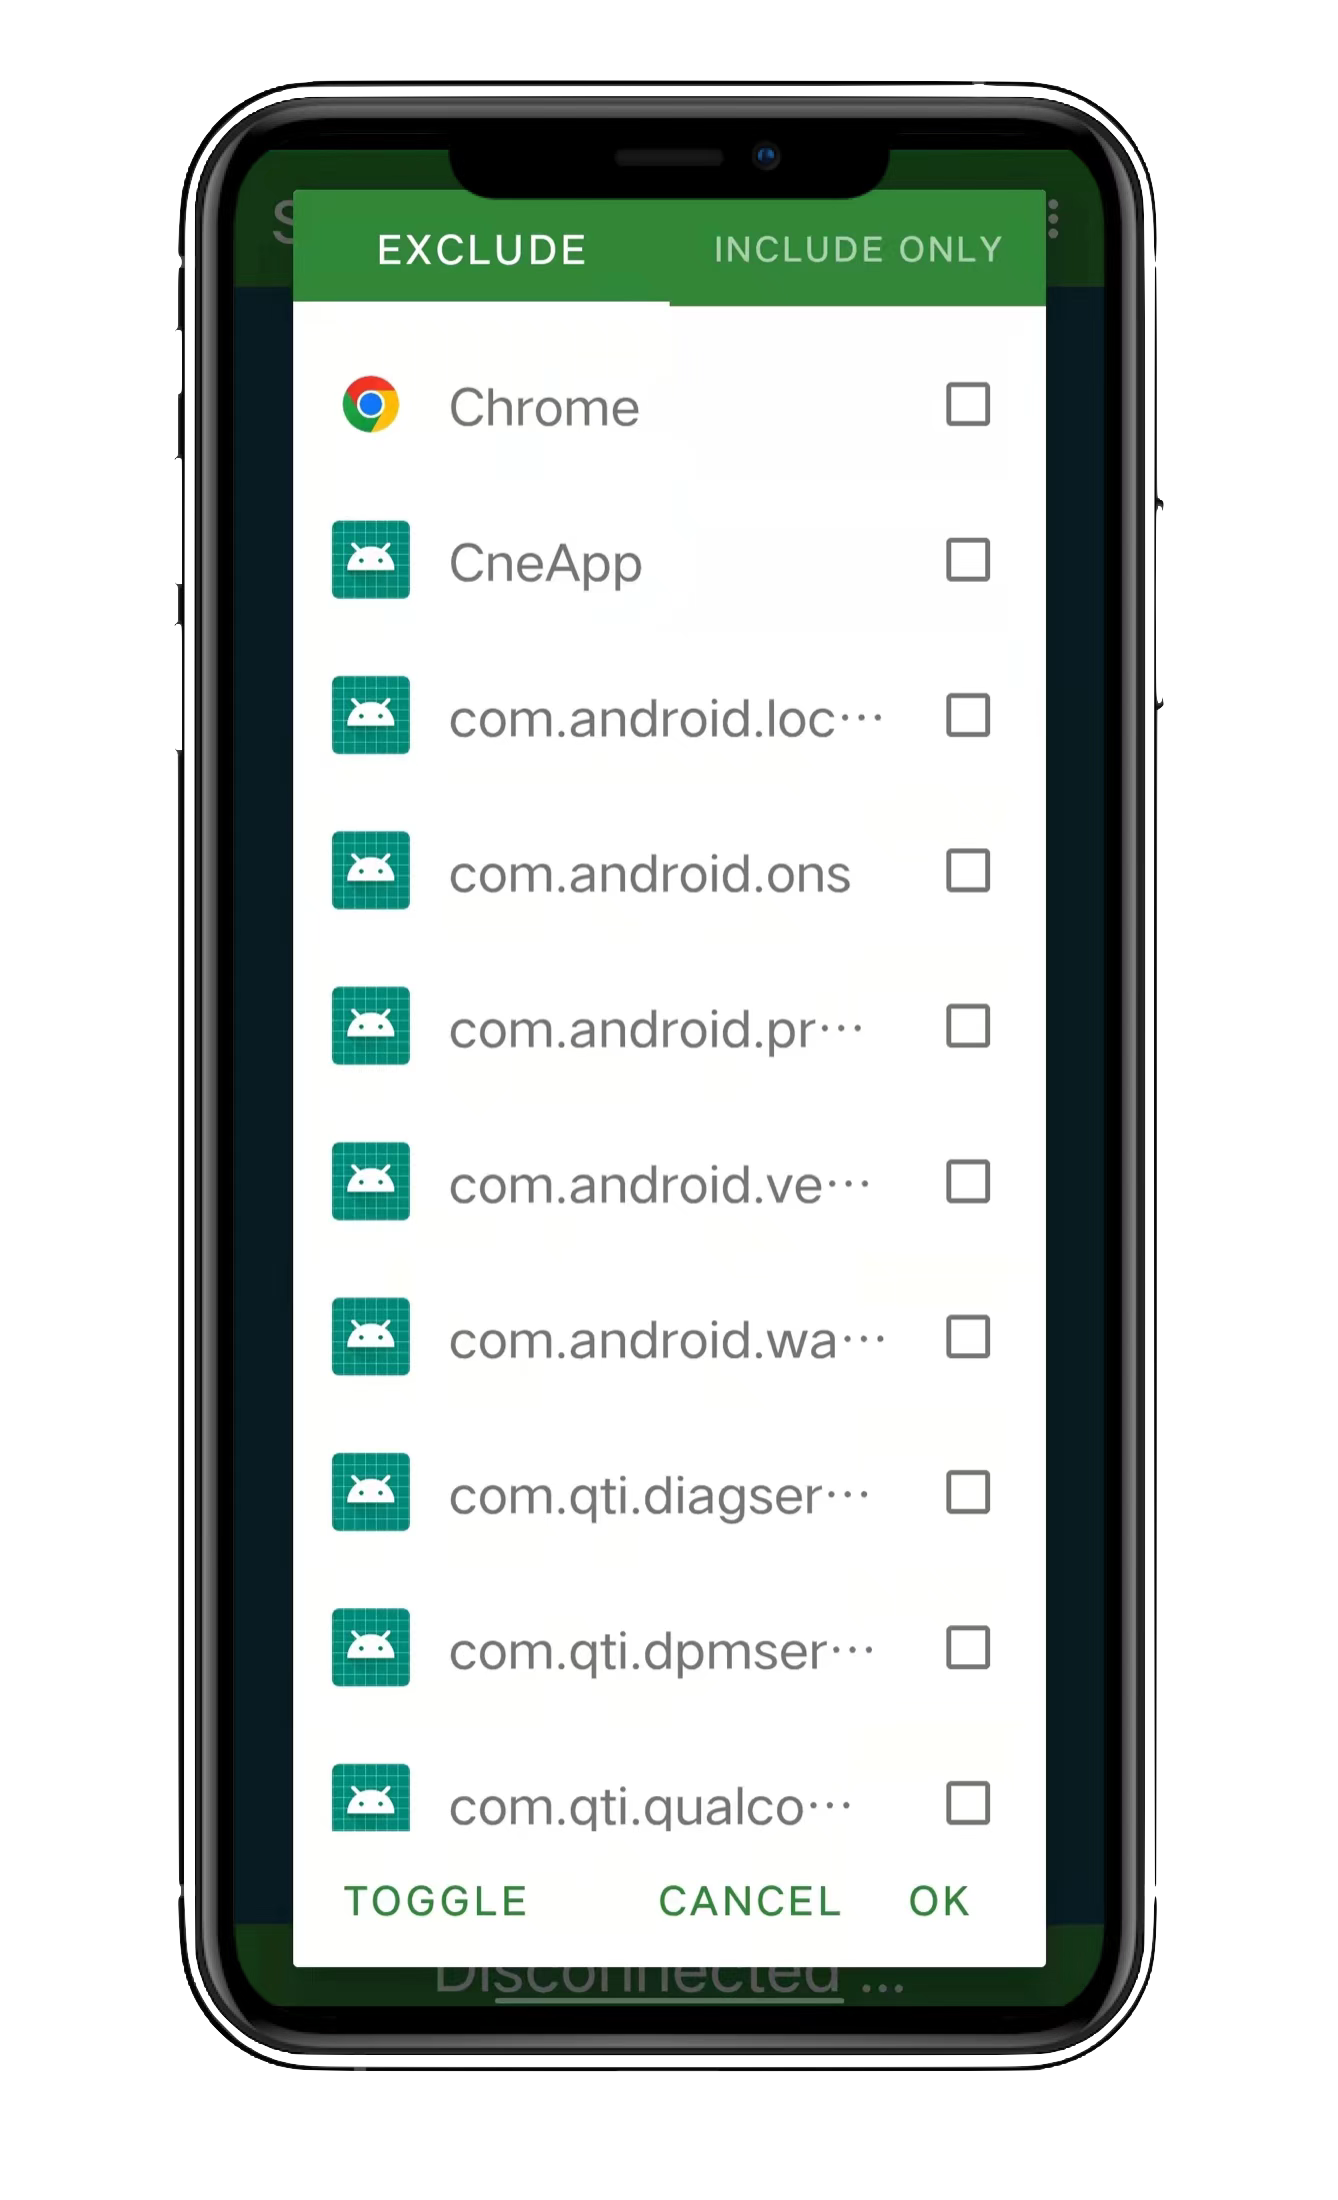 EXCLUDE INCLUDE ONLY
Chrome
CneApp
com.android.loc…
com.android.ons
com.android.pr…
com.android.ve…
com.android.wa…
com.qti.diagser…
com.qti.dpmser…
com.qti.qualco…
TOGGLE CANCEL OK
Disconnected ...